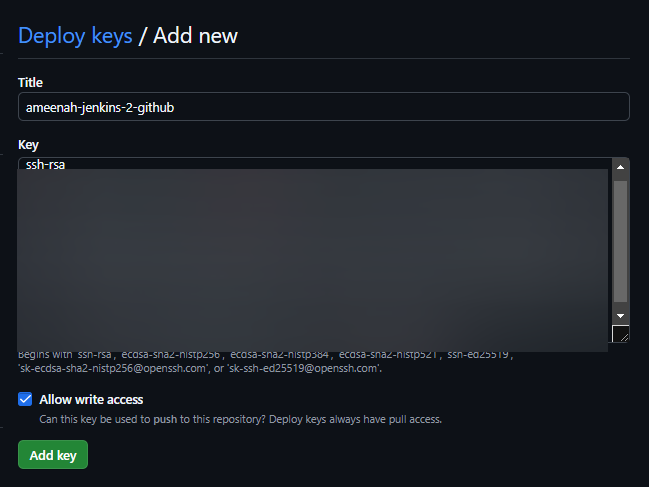 Deploy keys / Add new
Title
ameenah-jenkins-2-github
Key
ssh-rsa
Begins with 'ssh-rsa', 'ecdsa-sha2-nistp256', 'ecdsa-sha2-nistp384', 'ecdsa-sha2-nistp521', 'ssh-ed25519',
'sk-ecdsa-sha2-nistp256@openssh.com', or 'sk-ssh-ed25519@openssh.com'.
Allow write access
Can this key be used to push to this repository? Deploy keys always have pull access.
Add key